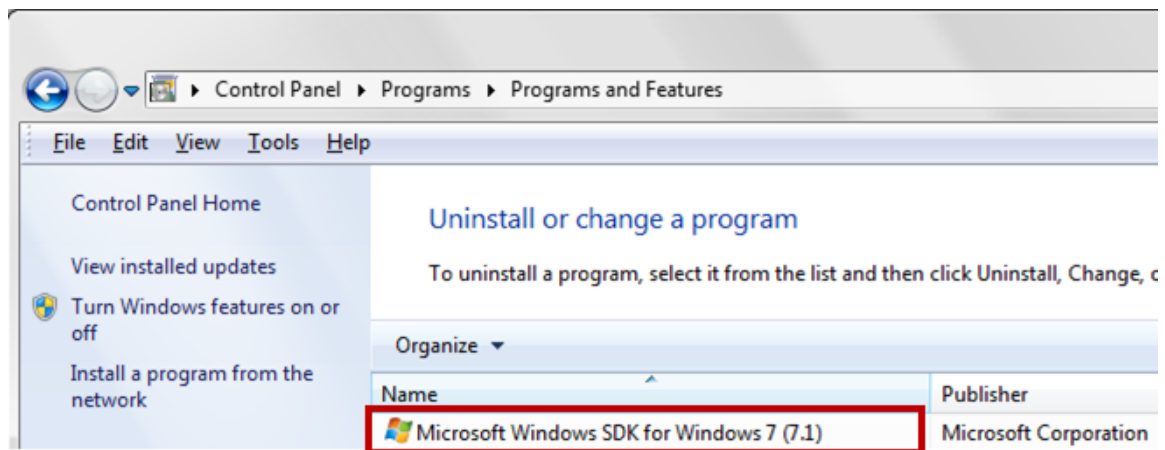 Control Panel Programs Programs and Features
File Edit View Tools Help
Control Panel Home
View installed updates
Turn Windows features on or
off
Install a program from the
network
Uninstall or change a program
To uninstall a program, select it from the list and then click Uninstall, Change,
Organize
Name Publisher
Microsoft Windows SDK for Windows 7 (7.1) Microsoft Corporation